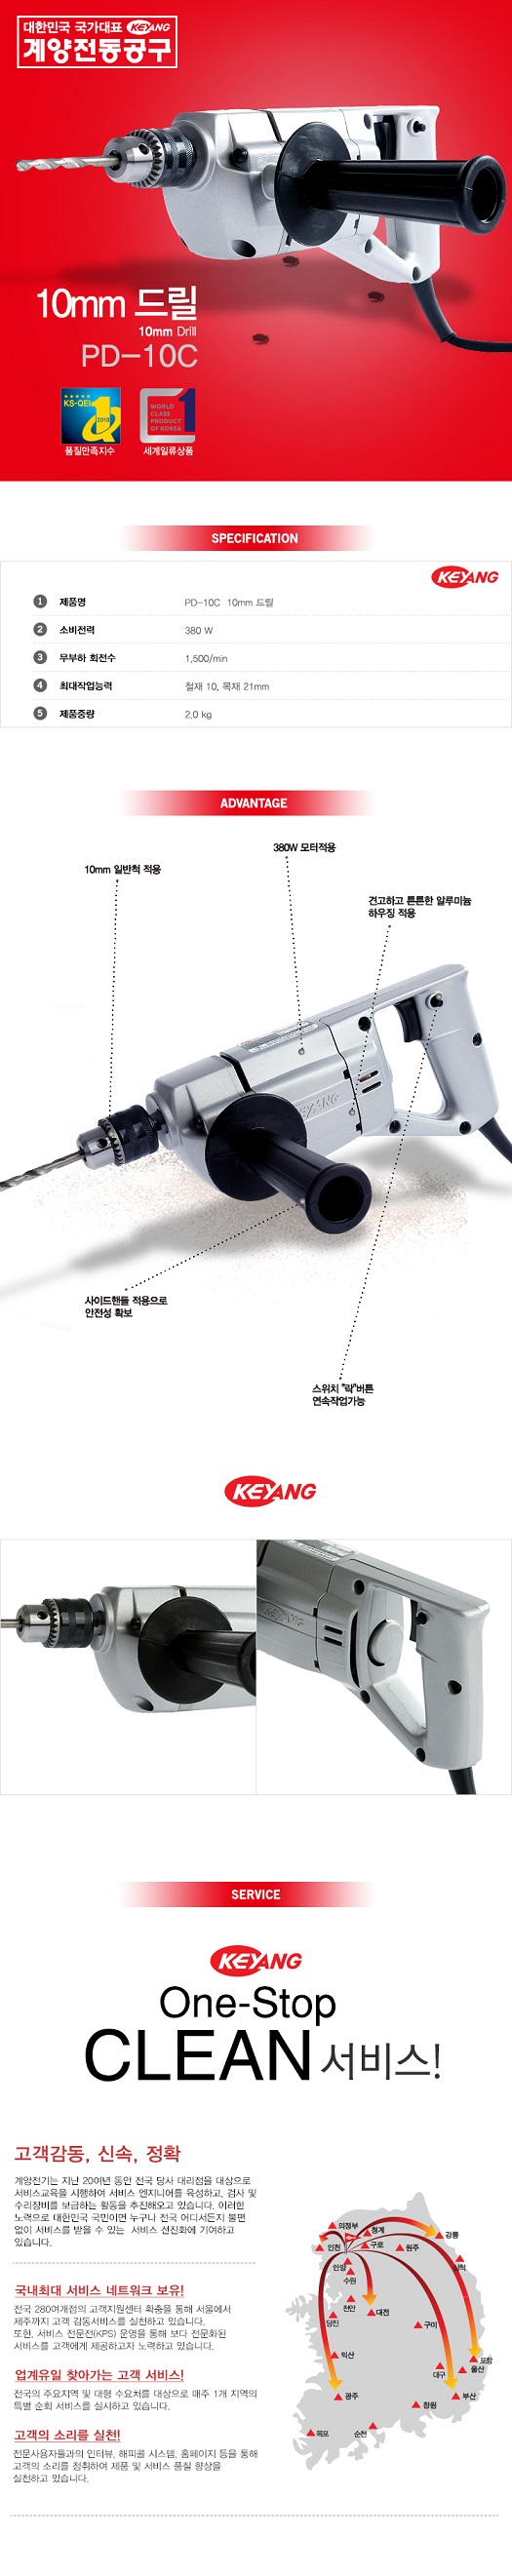 대한민국 국가대표 KEYANG
계양전동공구
10mm 드릴
10mm Drill
PD-10C
KS-QEI
1
2013
품질만족지수
WORLD
CLASS
PRODUCT
OF KOREA
1
세계일류상품
SPECIFICATION
KEYANG
1 제품명 PD-10C 10mm 드릴
2 소비전력 380 W
3 무부하 회전수 1,500/min
4 최대작업능력 철재 10, 목재 21mm
5 제품중량 2.0 kg
ADVANTAGE
380W 모터적용
10mm 일반척 적용
견고하고 튼튼한 알루미늄
하우징 적용
KEYANG
사이드핸들 적용으로
안전성 확보
스위치 "락"버튼
연속작업가능
KEYANG
KEYANG
SERVICE
KEYANG
One-Stop
CLEAN 서비스!
고객감동, 신속, 정확
계양전기는 지난 20여년 동안 전국 당사 대리점을 대상으로
서비스교육을 시행하여 서비스 엔지니어를 육성하고, 검사 및
수리장비를 보급하는 활동을 추진해오고 있습니다. 이러한
노력으로 대한민국 국민이면 누구나 전국 어디서든지 불편
없이 서비스를 받을 수 있는 서비스 선진화에 기여하고
있습니다.
국내최대 서비스 네트워크 보유!
전국 280여개점의 고객지원센터 확충을 통해 서울에서
제주까지 고객 감동서비스를 실천하고 있습니다.
또한, 서비스 전문점(KPS) 운영을 통해 보다 전문화된
서비스를 고객에게 제공하고자 노력하고 있습니다.
업계유일 찾아가는 고객 서비스!
전국의 주요지역 및 대형 수요처를 대상으로 매주 1개 지역의
특별 순회 서비스를 실시하고 있습니다.
고객의 소리를 실천!
전문사용자들과의 인터뷰, 해피콜 시스템, 홈페이지 등을 통해
고객의 소리를 청취하여 제품 및 서비스 품질 향상을
실천하고 있습니다.
의정부
청계
강릉
인천
구로
원주
안양
삼척
수원
천안
대전
당진
구미
익산
포항
대구
울산
광주
부산
창원
목포
순천